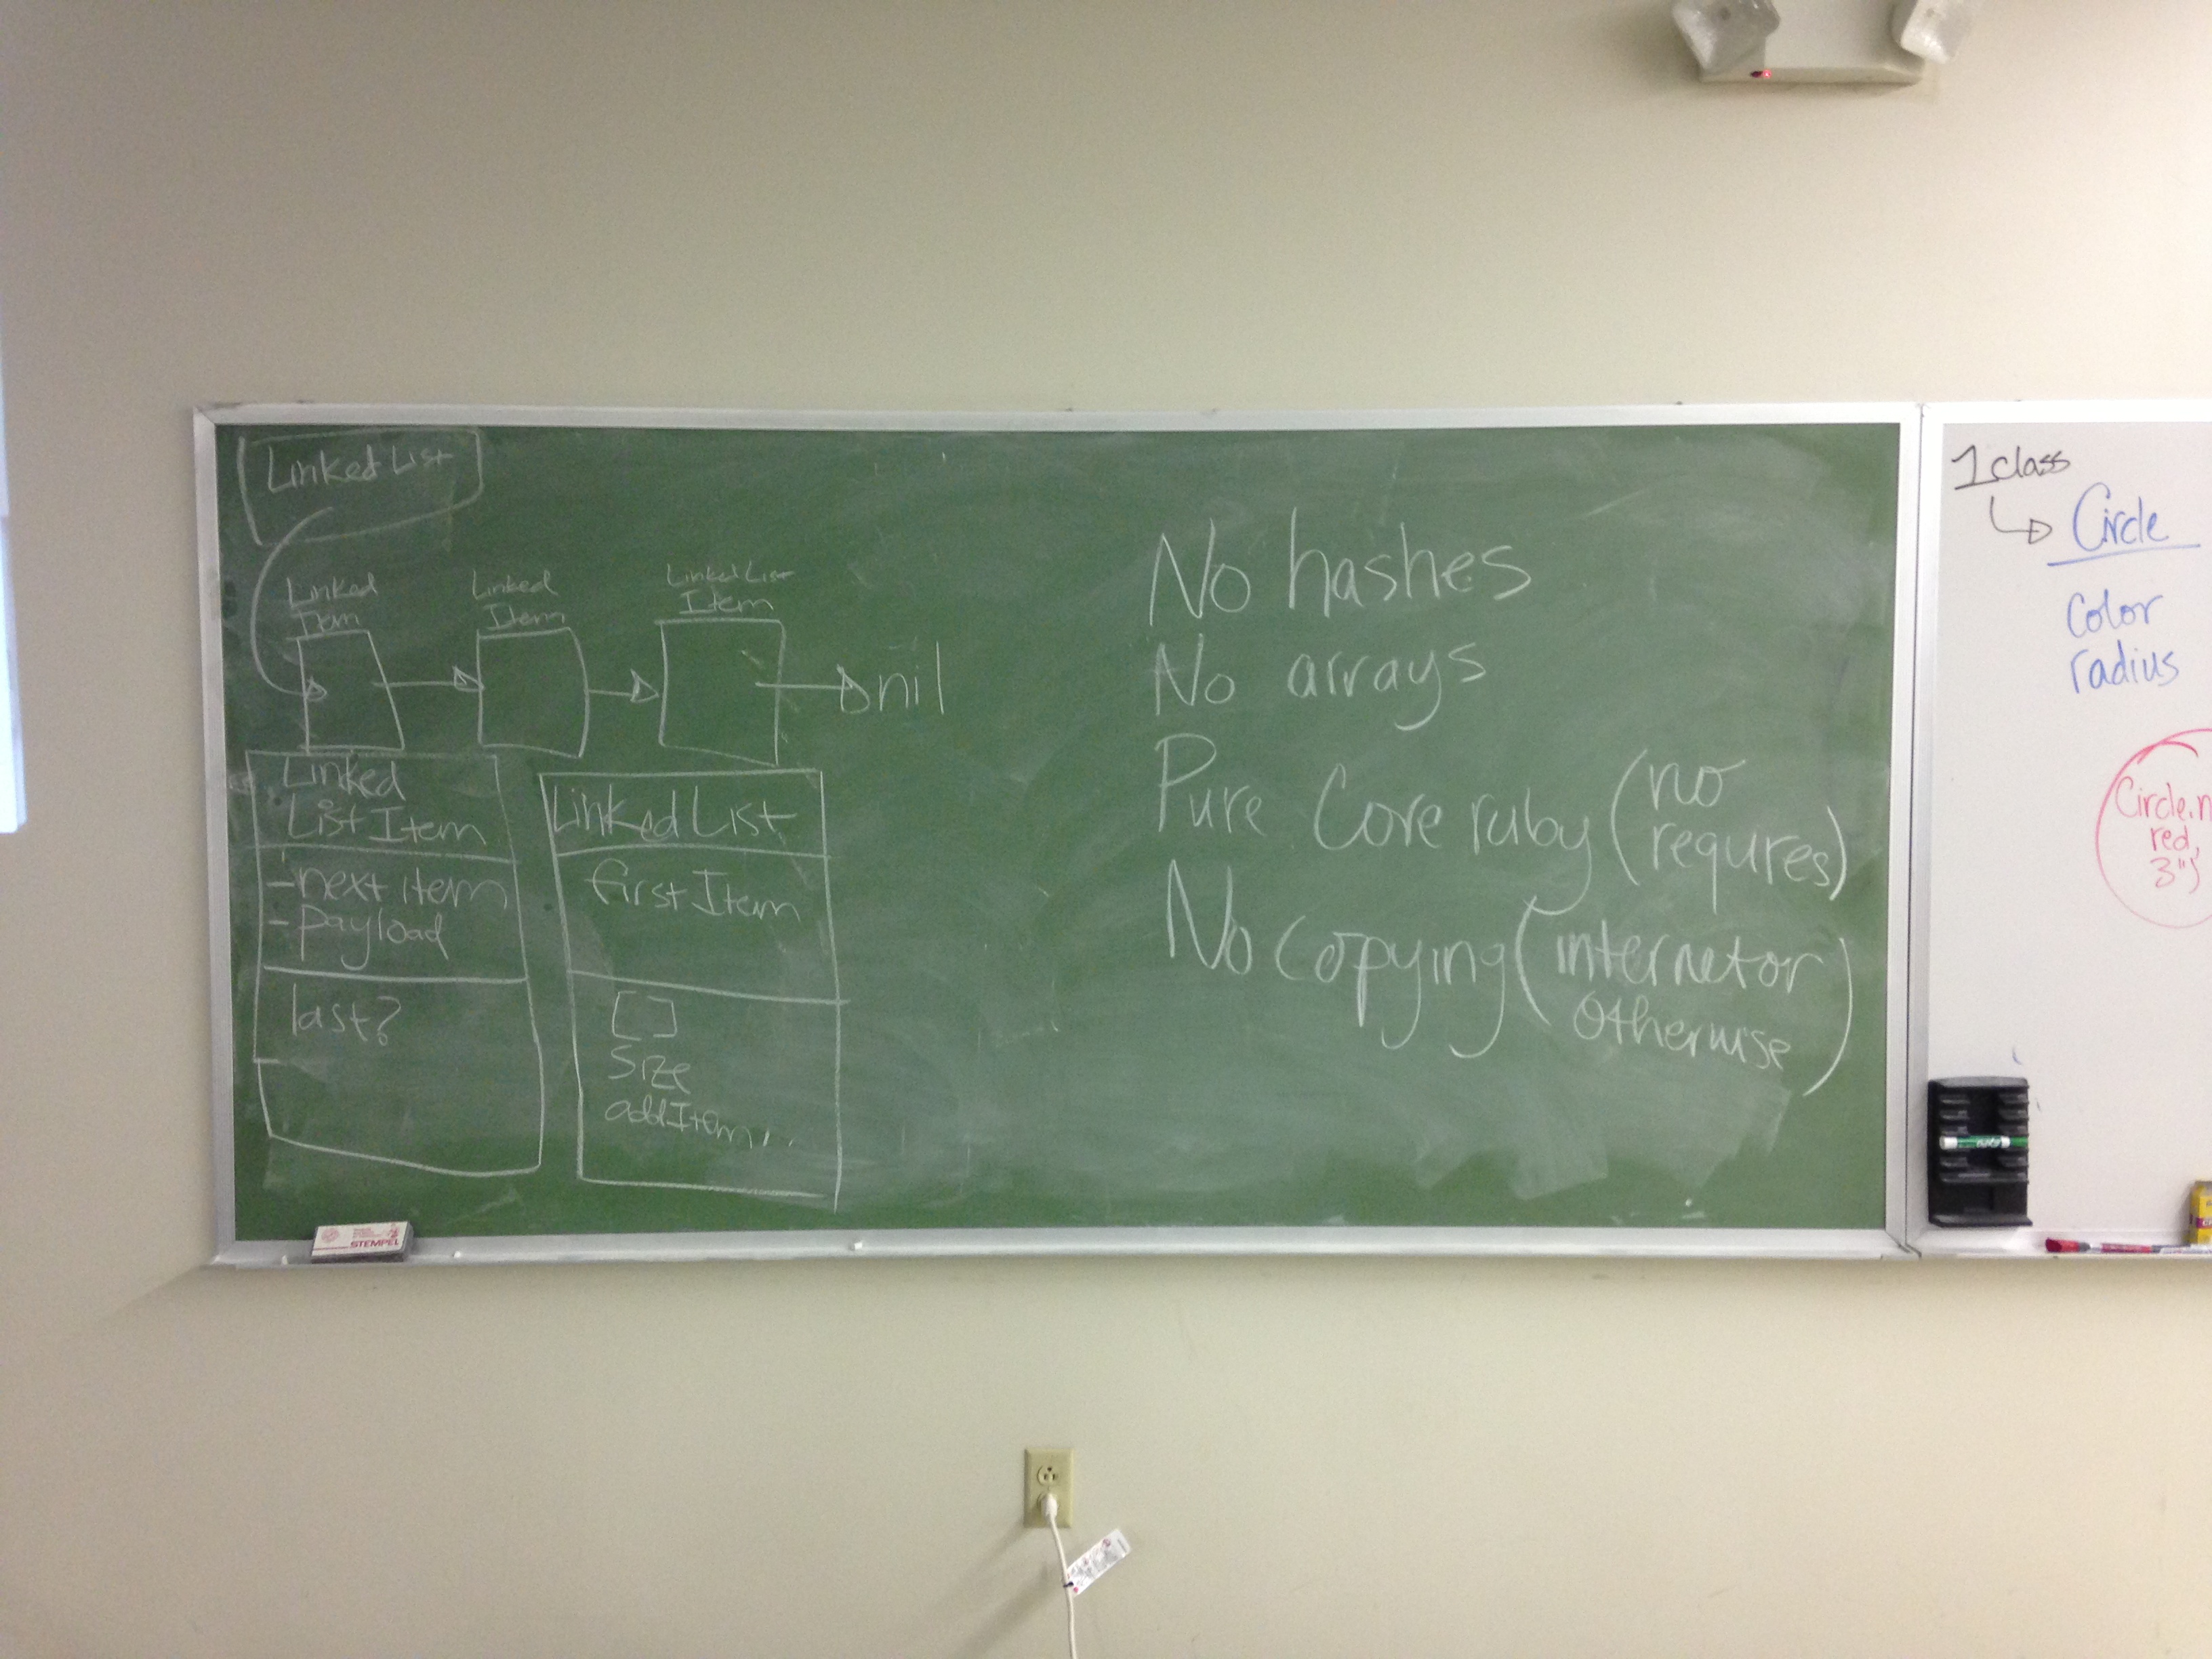 Linked List
Linked
Item
Linked
Item
Linked List
Item
nil
Linked
List Item
-next item
-payload
last?
Linked List
first Item
[]
Size
add Item...
No hashes
No arrays
Pure Core ruby (no
requres)
No Copying (internet or
otherwise)
STEMPEL
1 class
Circle
Color
radius
Circle.n
red,
3")